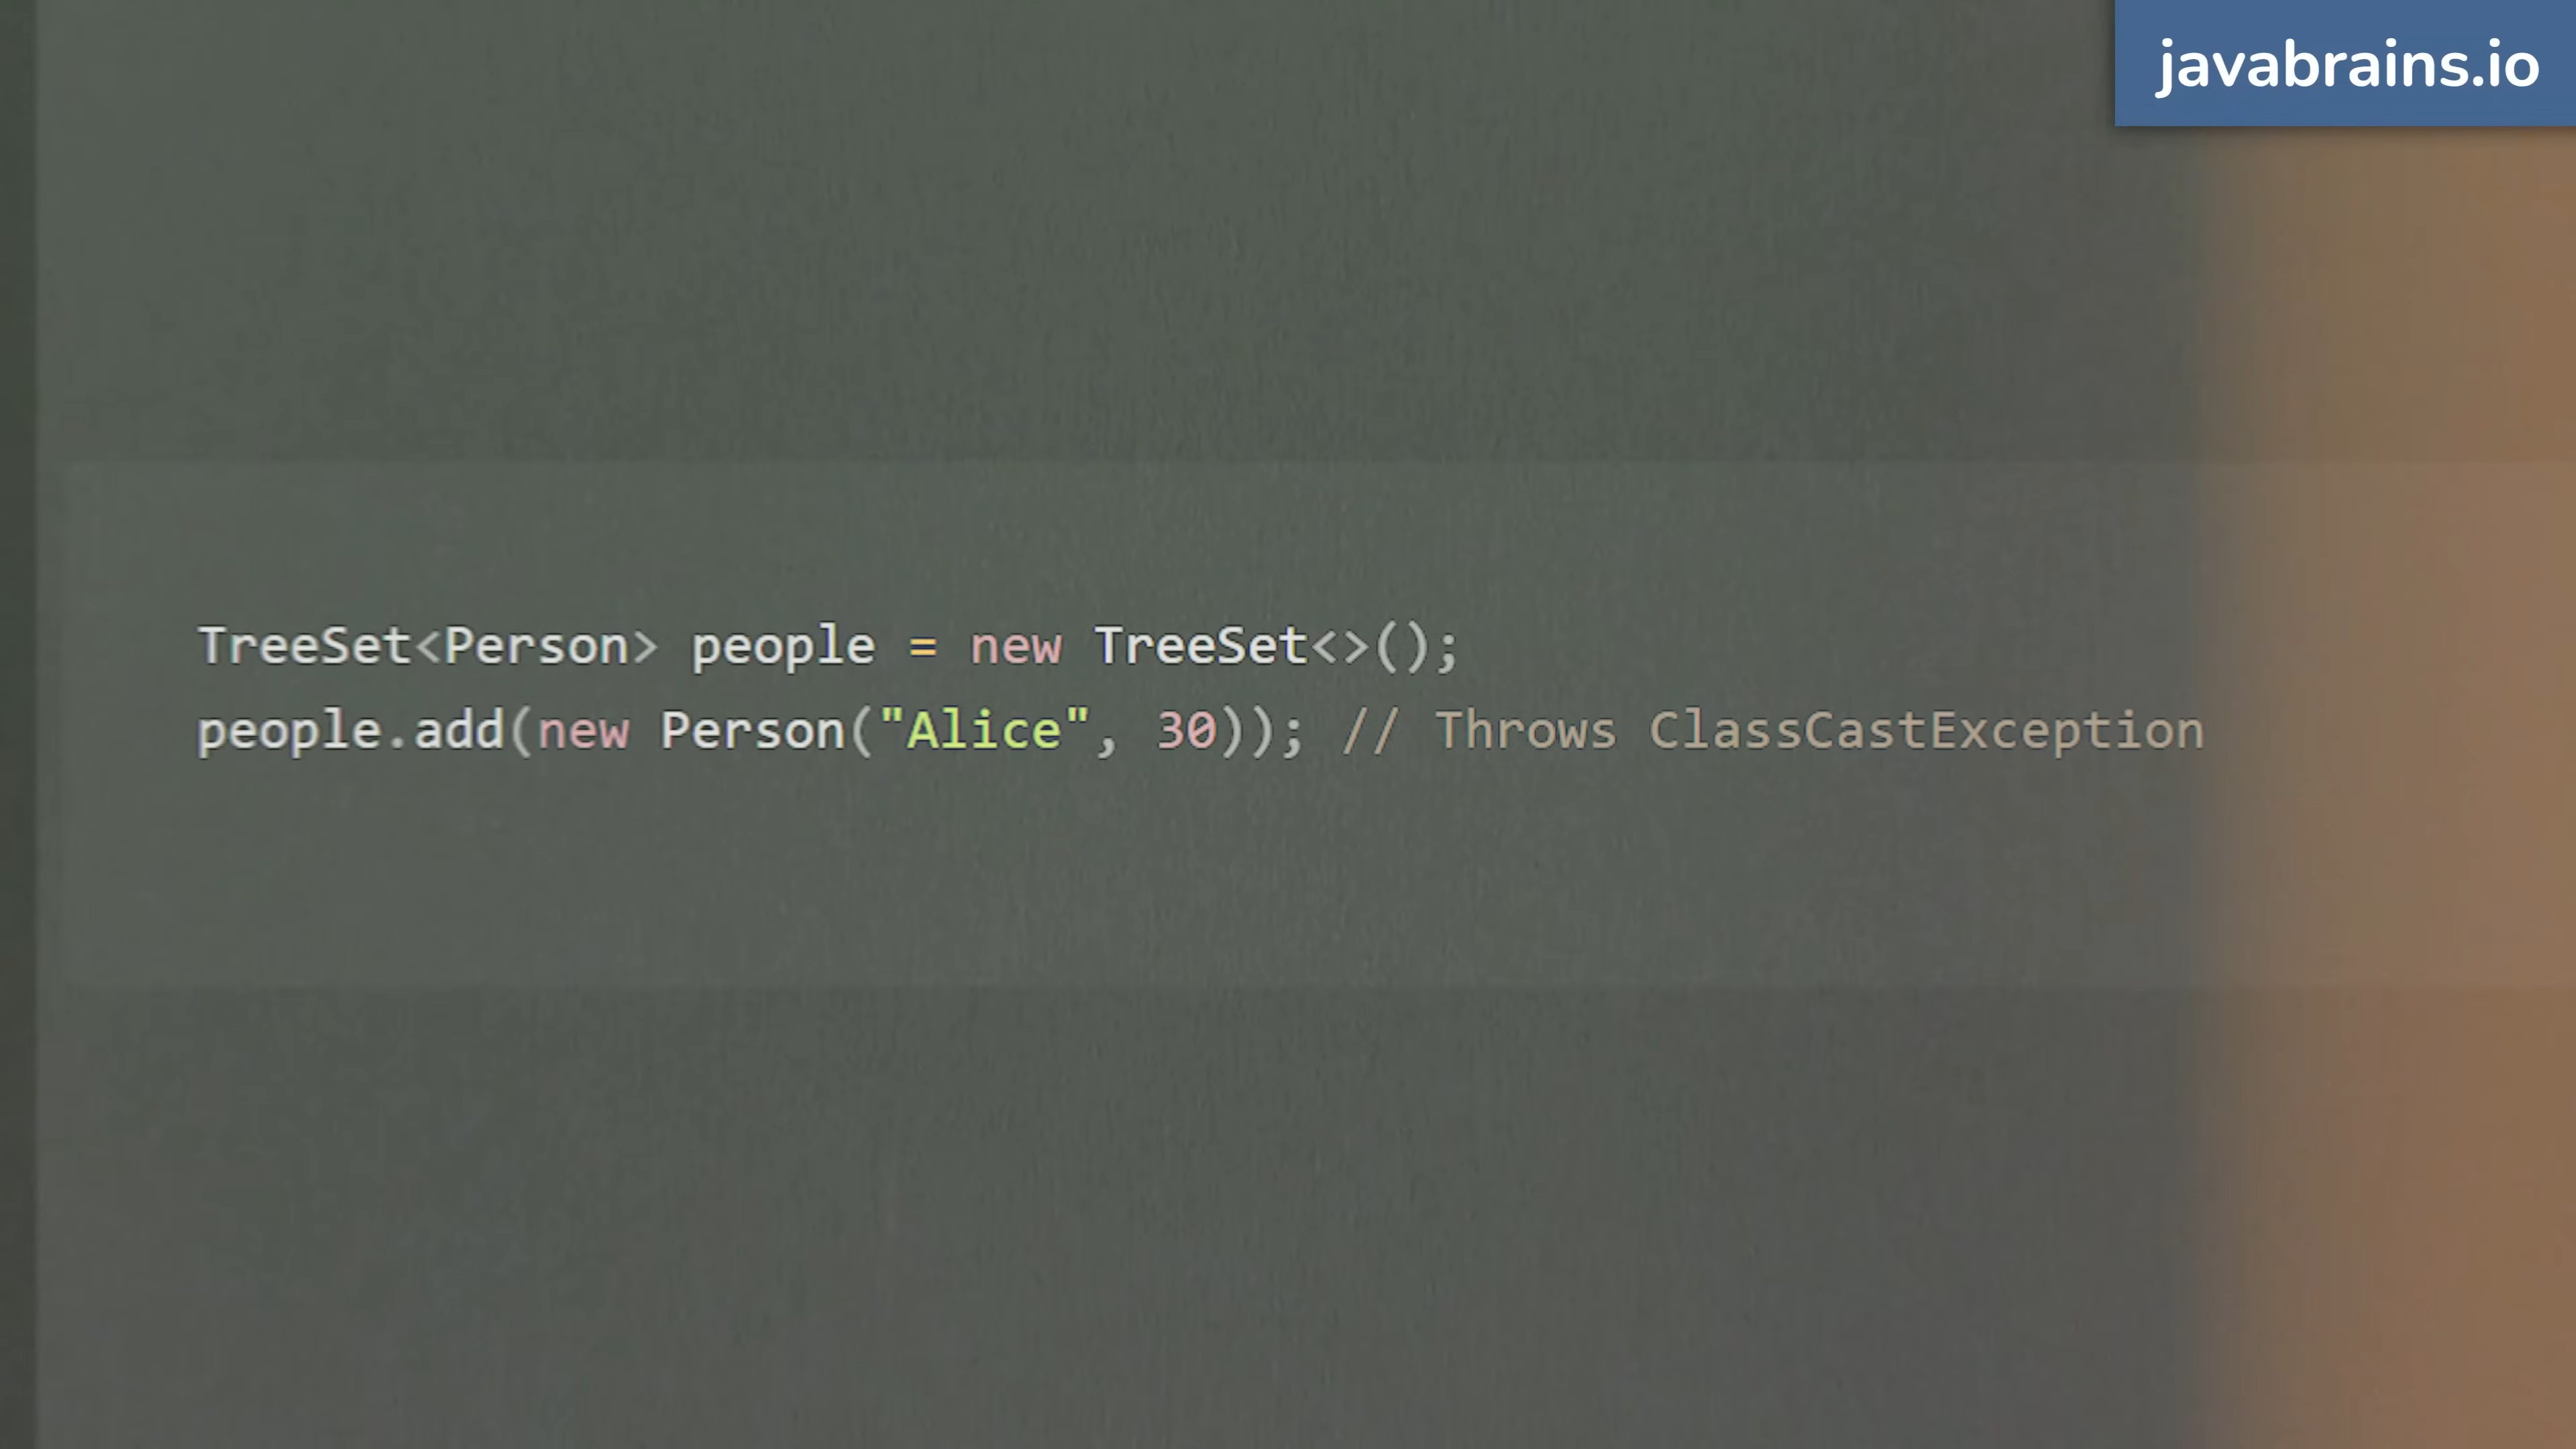 javabrains.io
TreeSet<Person> people = new TreeSet<>();
people.add(new Person("Alice", 30)); // Throws ClassCastException